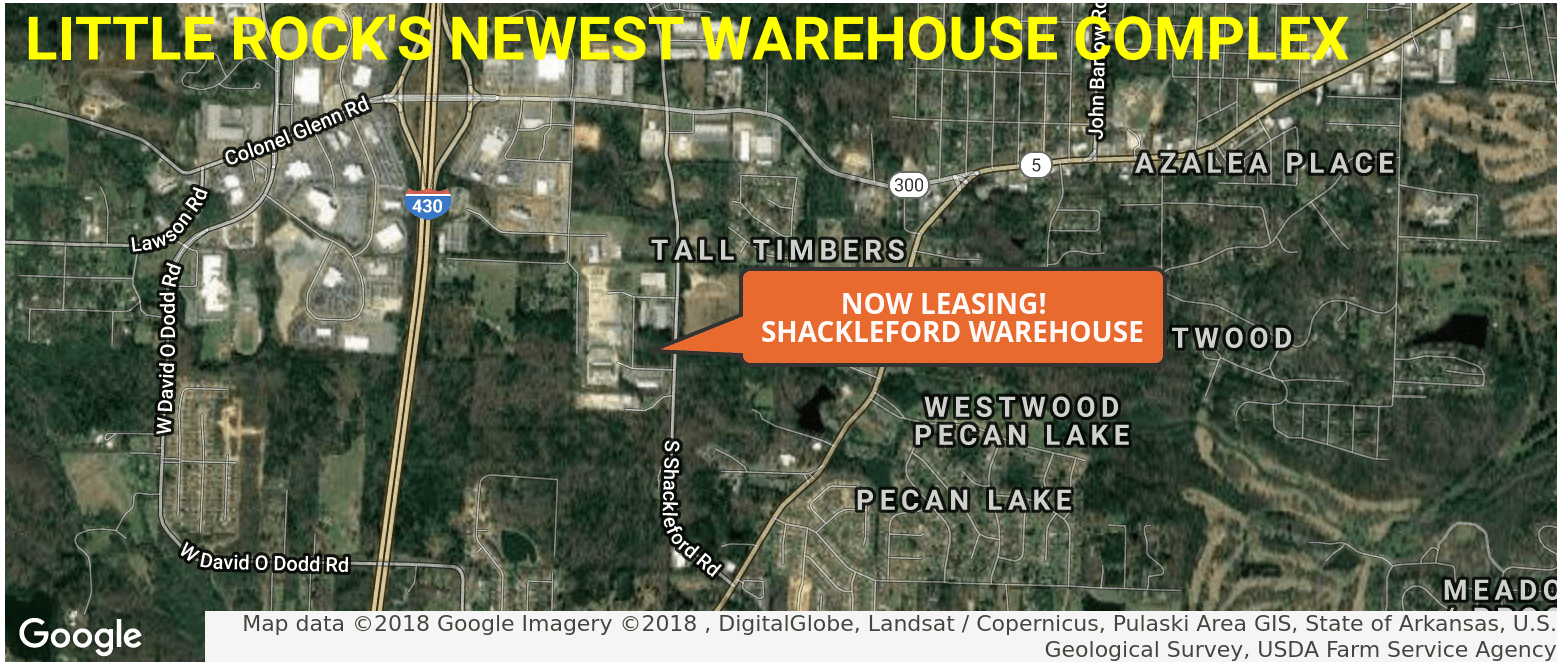 LITTLE ROCK'S NEWEST WAREHOUSE COMPLEX
Colonel Glenn Rd
John Barrow Rd
AZALEA PLACE
300
5
430
Lawson Rd
TALL TIMBERS
W David O Dodd Rd
NOW LEASING!
SHACKLEFORD WAREHOUSE
TWOOD
WESTWOOD
PECAN LAKE
S Shackleford Rd
PECAN LAKE
W David O Dodd Rd
MEADO
Google
Map data ©2018 Google Imagery ©2018 , DigitalGlobe, Landsat / Copernicus, Pulaski Area GIS, State of Arkansas, U.S.
Geological Survey, USDA Farm Service Agency